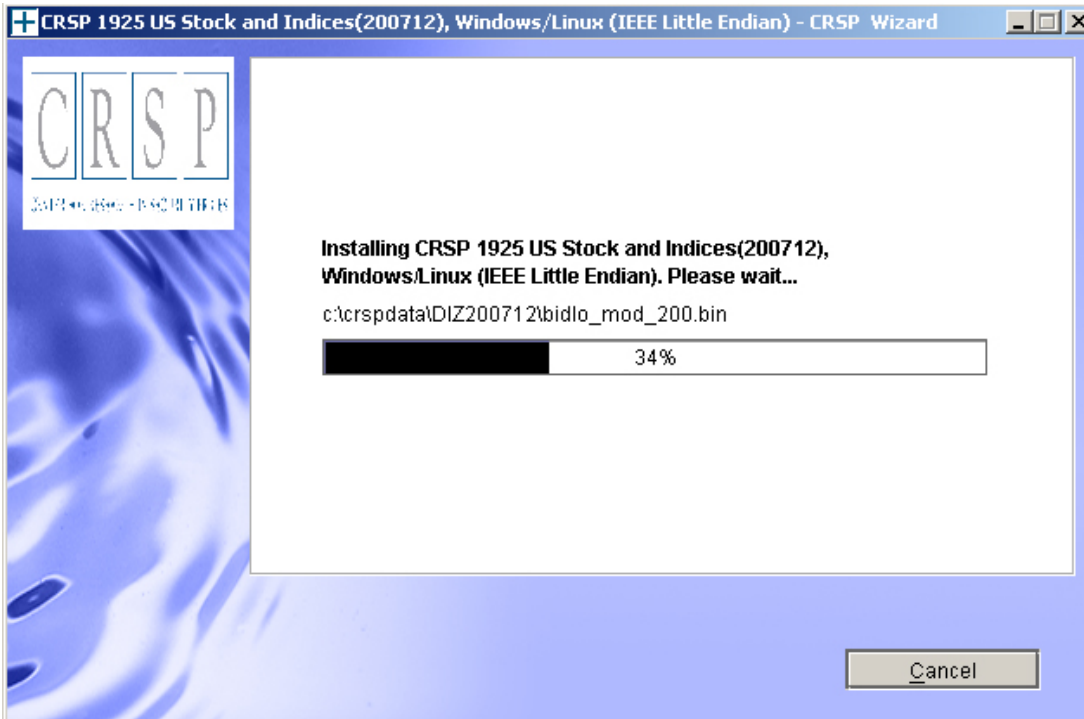 CRSP 1925 US Stock and Indices(200712), Windows/Linux (IEEE Little Endian) - CRSP Wizard
CRSP
Installing CRSP 1925 US Stock and Indices(200712),
Windows/Linux (IEEE Little Endian). Please wait...
c:\crspdata\DIZ200712\bidlo_mod_200.bin
34%
Cancel